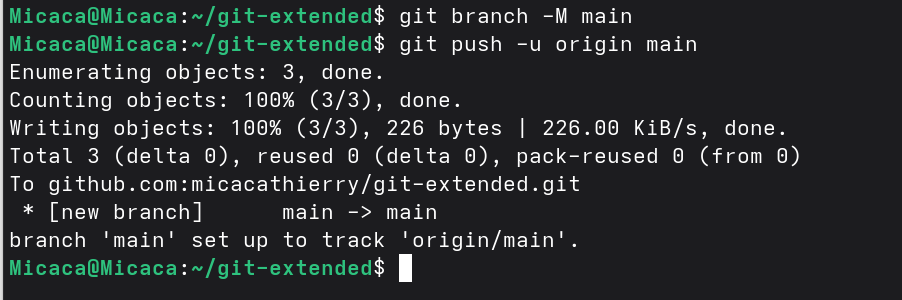 Micaca@Micaca:~/git-extended$ git branch -M main
Micaca@Micaca:~/git-extended$ git push -u origin main
Enumerating objects: 3, done.
Counting objects: 100% (3/3), done.
Writing objects: 100% (3/3), 226 bytes | 226.00 KiB/s, done.
Total 3 (delta 0), reused 0 (delta 0), pack-reused 0 (from 0)
To github.com:micacathierry/git-extended.git
 * [new branch]      main -> main
branch 'main' set up to track 'origin/main'.
Micaca@Micaca:~/git-extended$